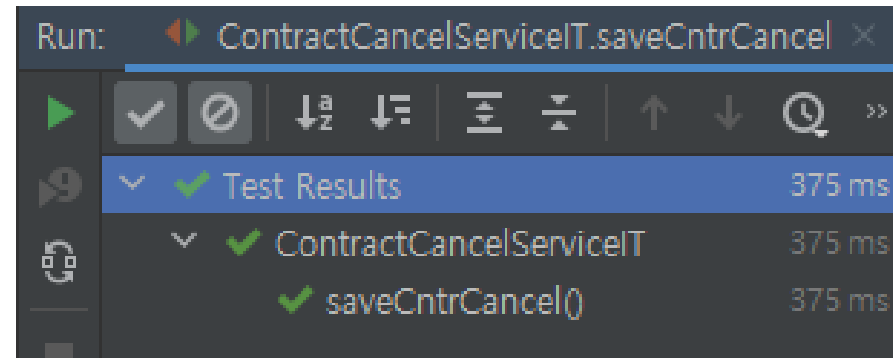 Run: ContractCancelServiceIT.saveCntrCancel
Test Results 375 ms
ContractCancelServiceIT 375 ms
saveCntrCancel() 375 ms